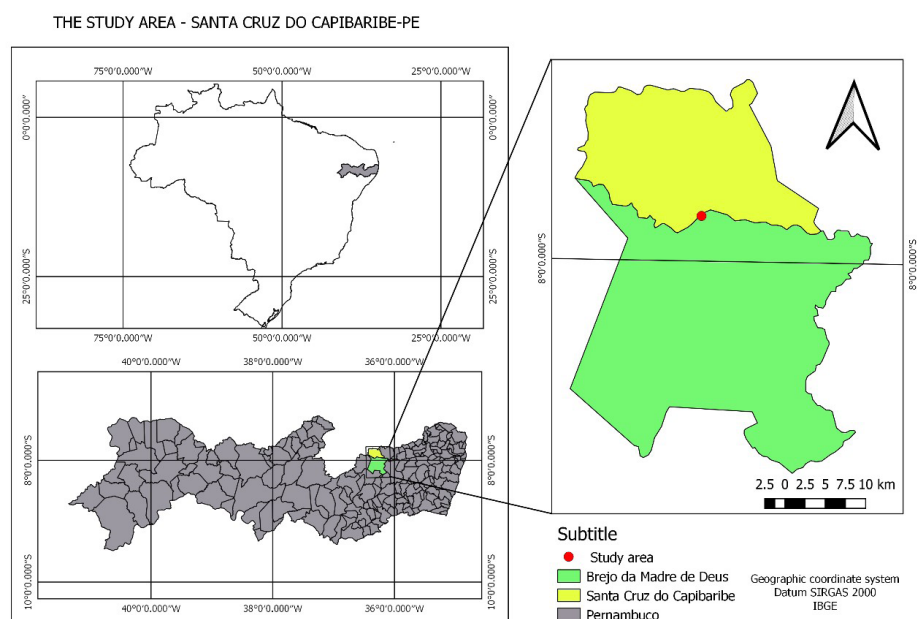 THE STUDY AREA - SANTA CRUZ DO CAPIBARIBE-PE
75°0'0.000"W 50°0'0.000"W 25°0'0.000"W
0°0'0.000"
0°0'0.000"
25°0'0.000"S
25°0'0.000"S
75°0'0.000"W 50°0'0.000"W 25°0'0.000"W
40°0'0.000"W 38°0'0.000"W 36°0'0.000"W
8°0'0.000"S
8°0'0.000"S
10°0'0.000"S
10°0'0.000"S
40°0'0.000"W 38°0'0.000"W 36°0'0.000"W
8°0'0.000"S
8°0'0.000"S
2.5 0 2.5 5 7.5 10 km
Subtitle
Study area
Brejo da Madre de Deus
Santa Cruz do Capibaribe
Pernambuco
Geographic coordinate system
Datum SIRGAS 2000
IBGE